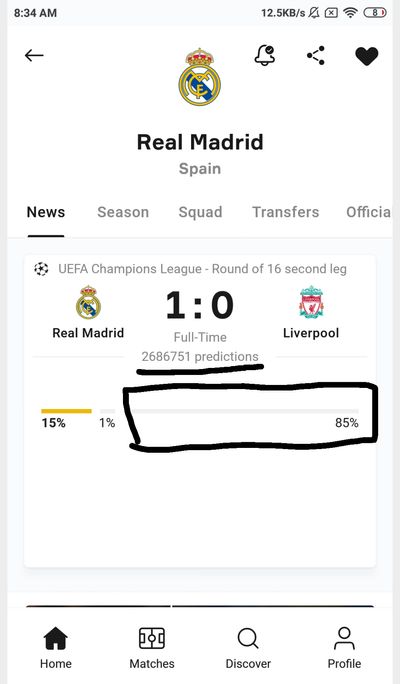 8:34 AM
12.5KB/s
8
Real Madrid
Spain
News Season Squad Transfers Official
UEFA Champions League - Round of 16 second leg
Real Madrid
1:0
Liverpool
Full-Time
2686751 predictions
15% 1% 85%
Home Matches Discover Profile